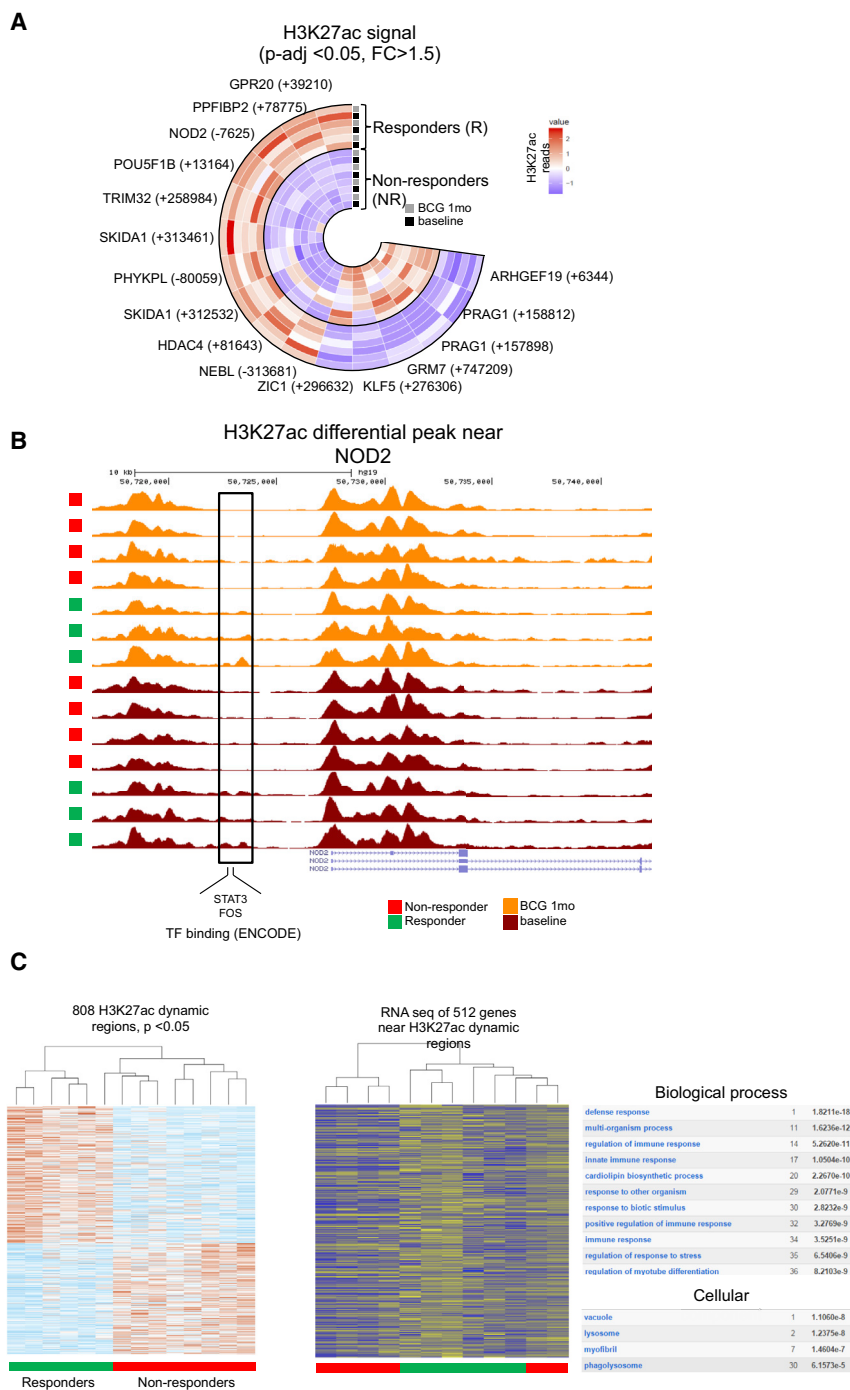 A
H3K27ac signal
(p-adj <0.05, FC>1.5)
GPR20 (+39210)
PPFIBP2 (+78775)
NOD2 (-7625)
POU5F1B (+13164)
TRIM32 (+258984)
SKIDA1 (+313461)
PHYKPL (-80059)
SKIDA1 (+312532)
HDAC4 (+81643)
NEBL (-313681)
ZIC1 (+296632)
KLF5 (+276306)
GRM7 (+747209)
PRAG1 (+157898)
PRAG1 (+158812)
ARHGEF19 (+6344)
Responders (R)
Non-responders
(NR)
BCG 1mo
baseline
H3K27ac
reads
value
2
1
0
−1
B
H3K27ac differential peak near
NOD2
10 kb
hg19
50,720,000
50,725,000
50,730,000
50,735,000
50,740,000
NOD2
NOD2
NOD2
STAT3
FOS
TF binding (ENCODE)
Non-responder
Responder
BCG 1mo
baseline
C
808 H3K27ac dynamic
regions, p <0.05
Responders
Non-responders
RNA seq of 512 genes
near H3K27ac dynamic
regions
Biological process
defense response 1 1.8211e-18
multi-organism process 11 1.6236e-12
regulation of immune response 14 5.2620e-11
innate immune response 17 1.0504e-10
cardiolipin biosynthetic process 20 2.2670e-10
response to other organism 29 2.0771e-9
response to biotic stimulus 30 2.8232e-9
positive regulation of immune response 32 3.2769e-9
immune response 34 3.5251e-9
regulation of response to stress 35 6.5406e-9
regulation of myotube differentiation 36 8.2103e-9
Cellular
vacuole 1 1.1060e-8
lysosome 2 1.2375e-8
myofibril 7 1.4604e-7
phagolysosome 30 6.1573e-5